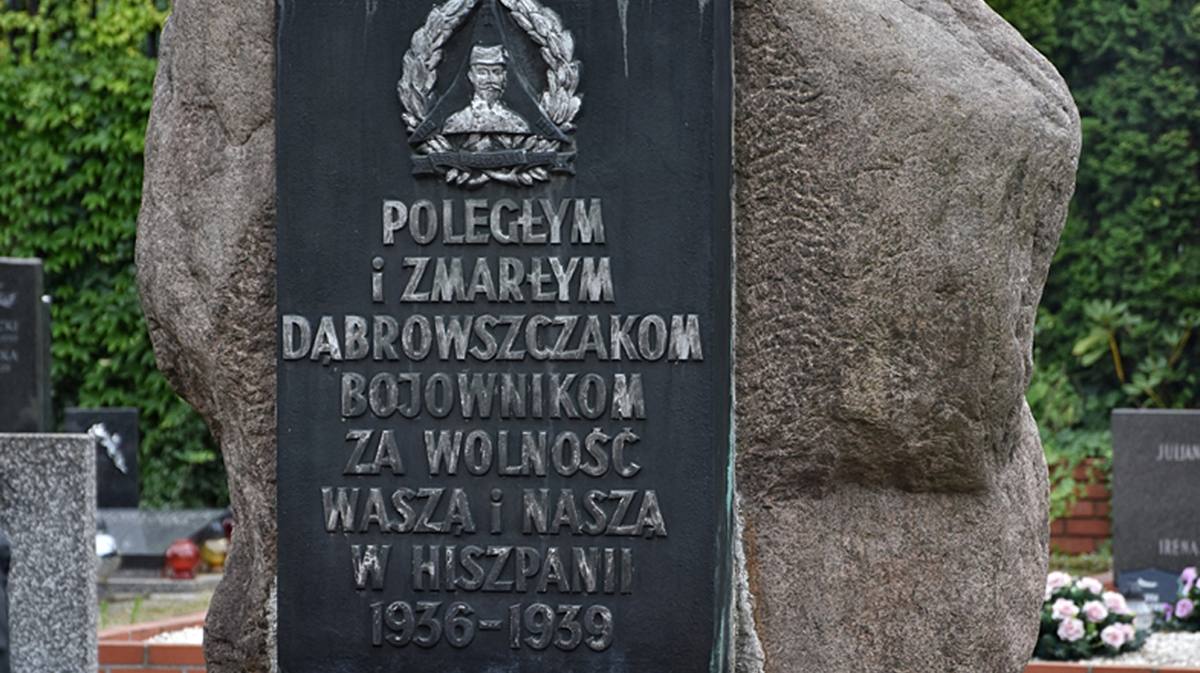 POLEGŁYM
i ZMARŁYM
DĄBROWSZCZAKOM
BOJOWNIKOM
ZA WOLNOŚĆ
WASZĄ i NASZĄ
W HISZPANII
1936-1939
JULIAN
IRENA